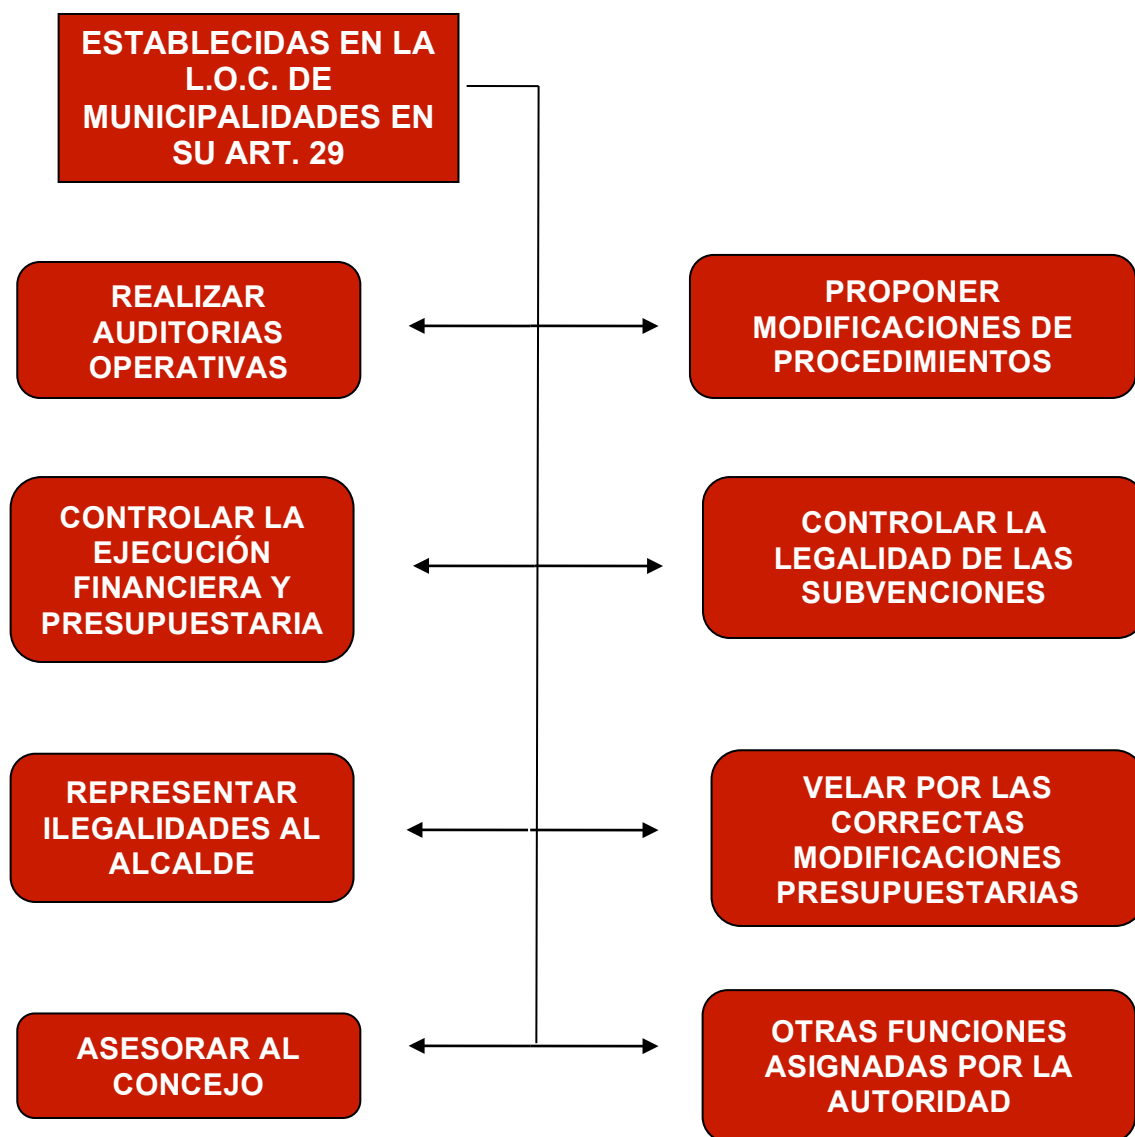 ESTABLECIDAS EN LA
L.O.C. DE
MUNICIPALIDADES EN
SU ART. 29
REALIZAR
AUDITORIAS
OPERATIVAS
PROPONER
MODIFICACIONES DE
PROCEDIMIENTOS
CONTROLAR LA
EJECUCIÓN
FINANCIERA Y
PRESUPUESTARIA
CONTROLAR LA
LEGALIDAD DE LAS
SUBVENCIONES
REPRESENTAR
ILEGALIDADES AL
ALCALDE
VELAR POR LAS
CORRECTAS
MODIFICACIONES
PRESUPUESTARIAS
ASESORAR AL
CONCEJO
OTRAS FUNCIONES
ASIGNADAS POR LA
AUTORIDAD